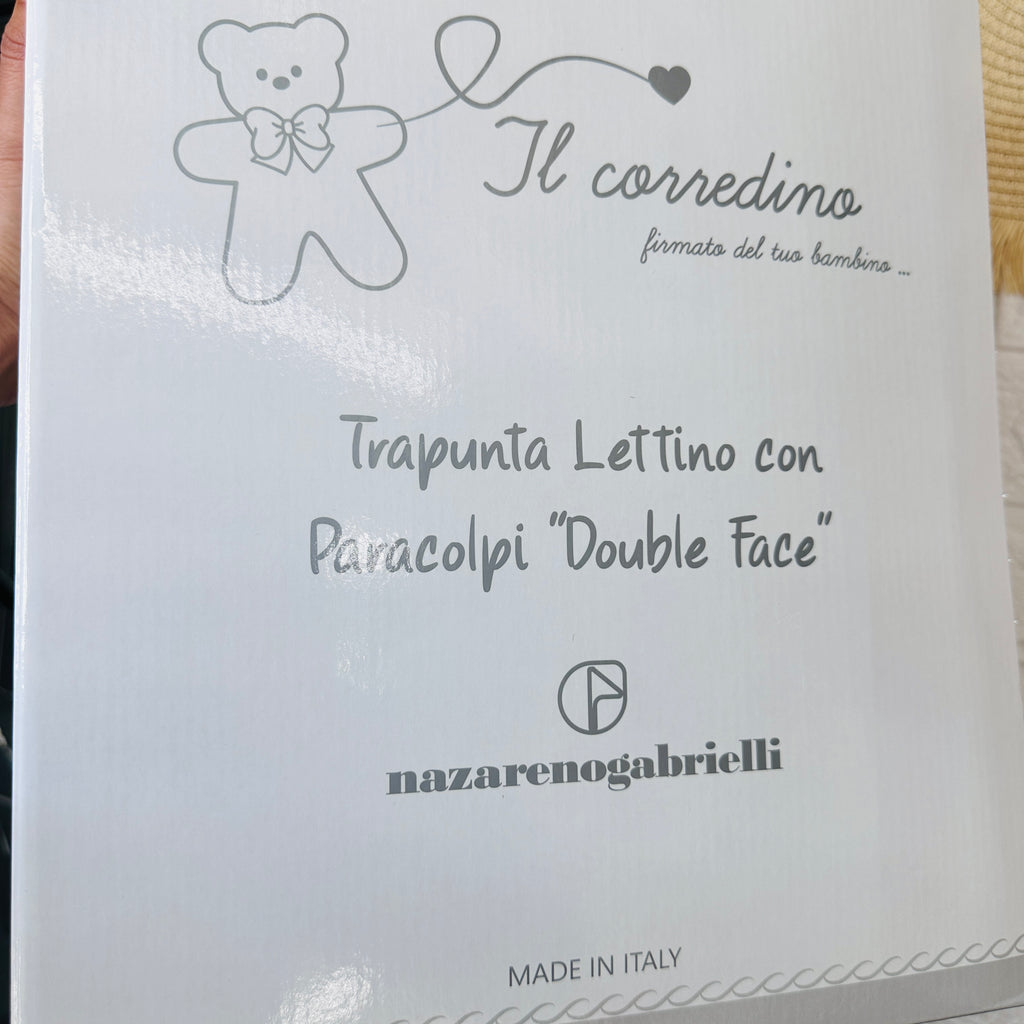 Il corredino
firmato del tuo bambino ...
Trapunta Lettino con
Paracolpi "Double Face"
nazarenogabrielli
MADE IN ITALY